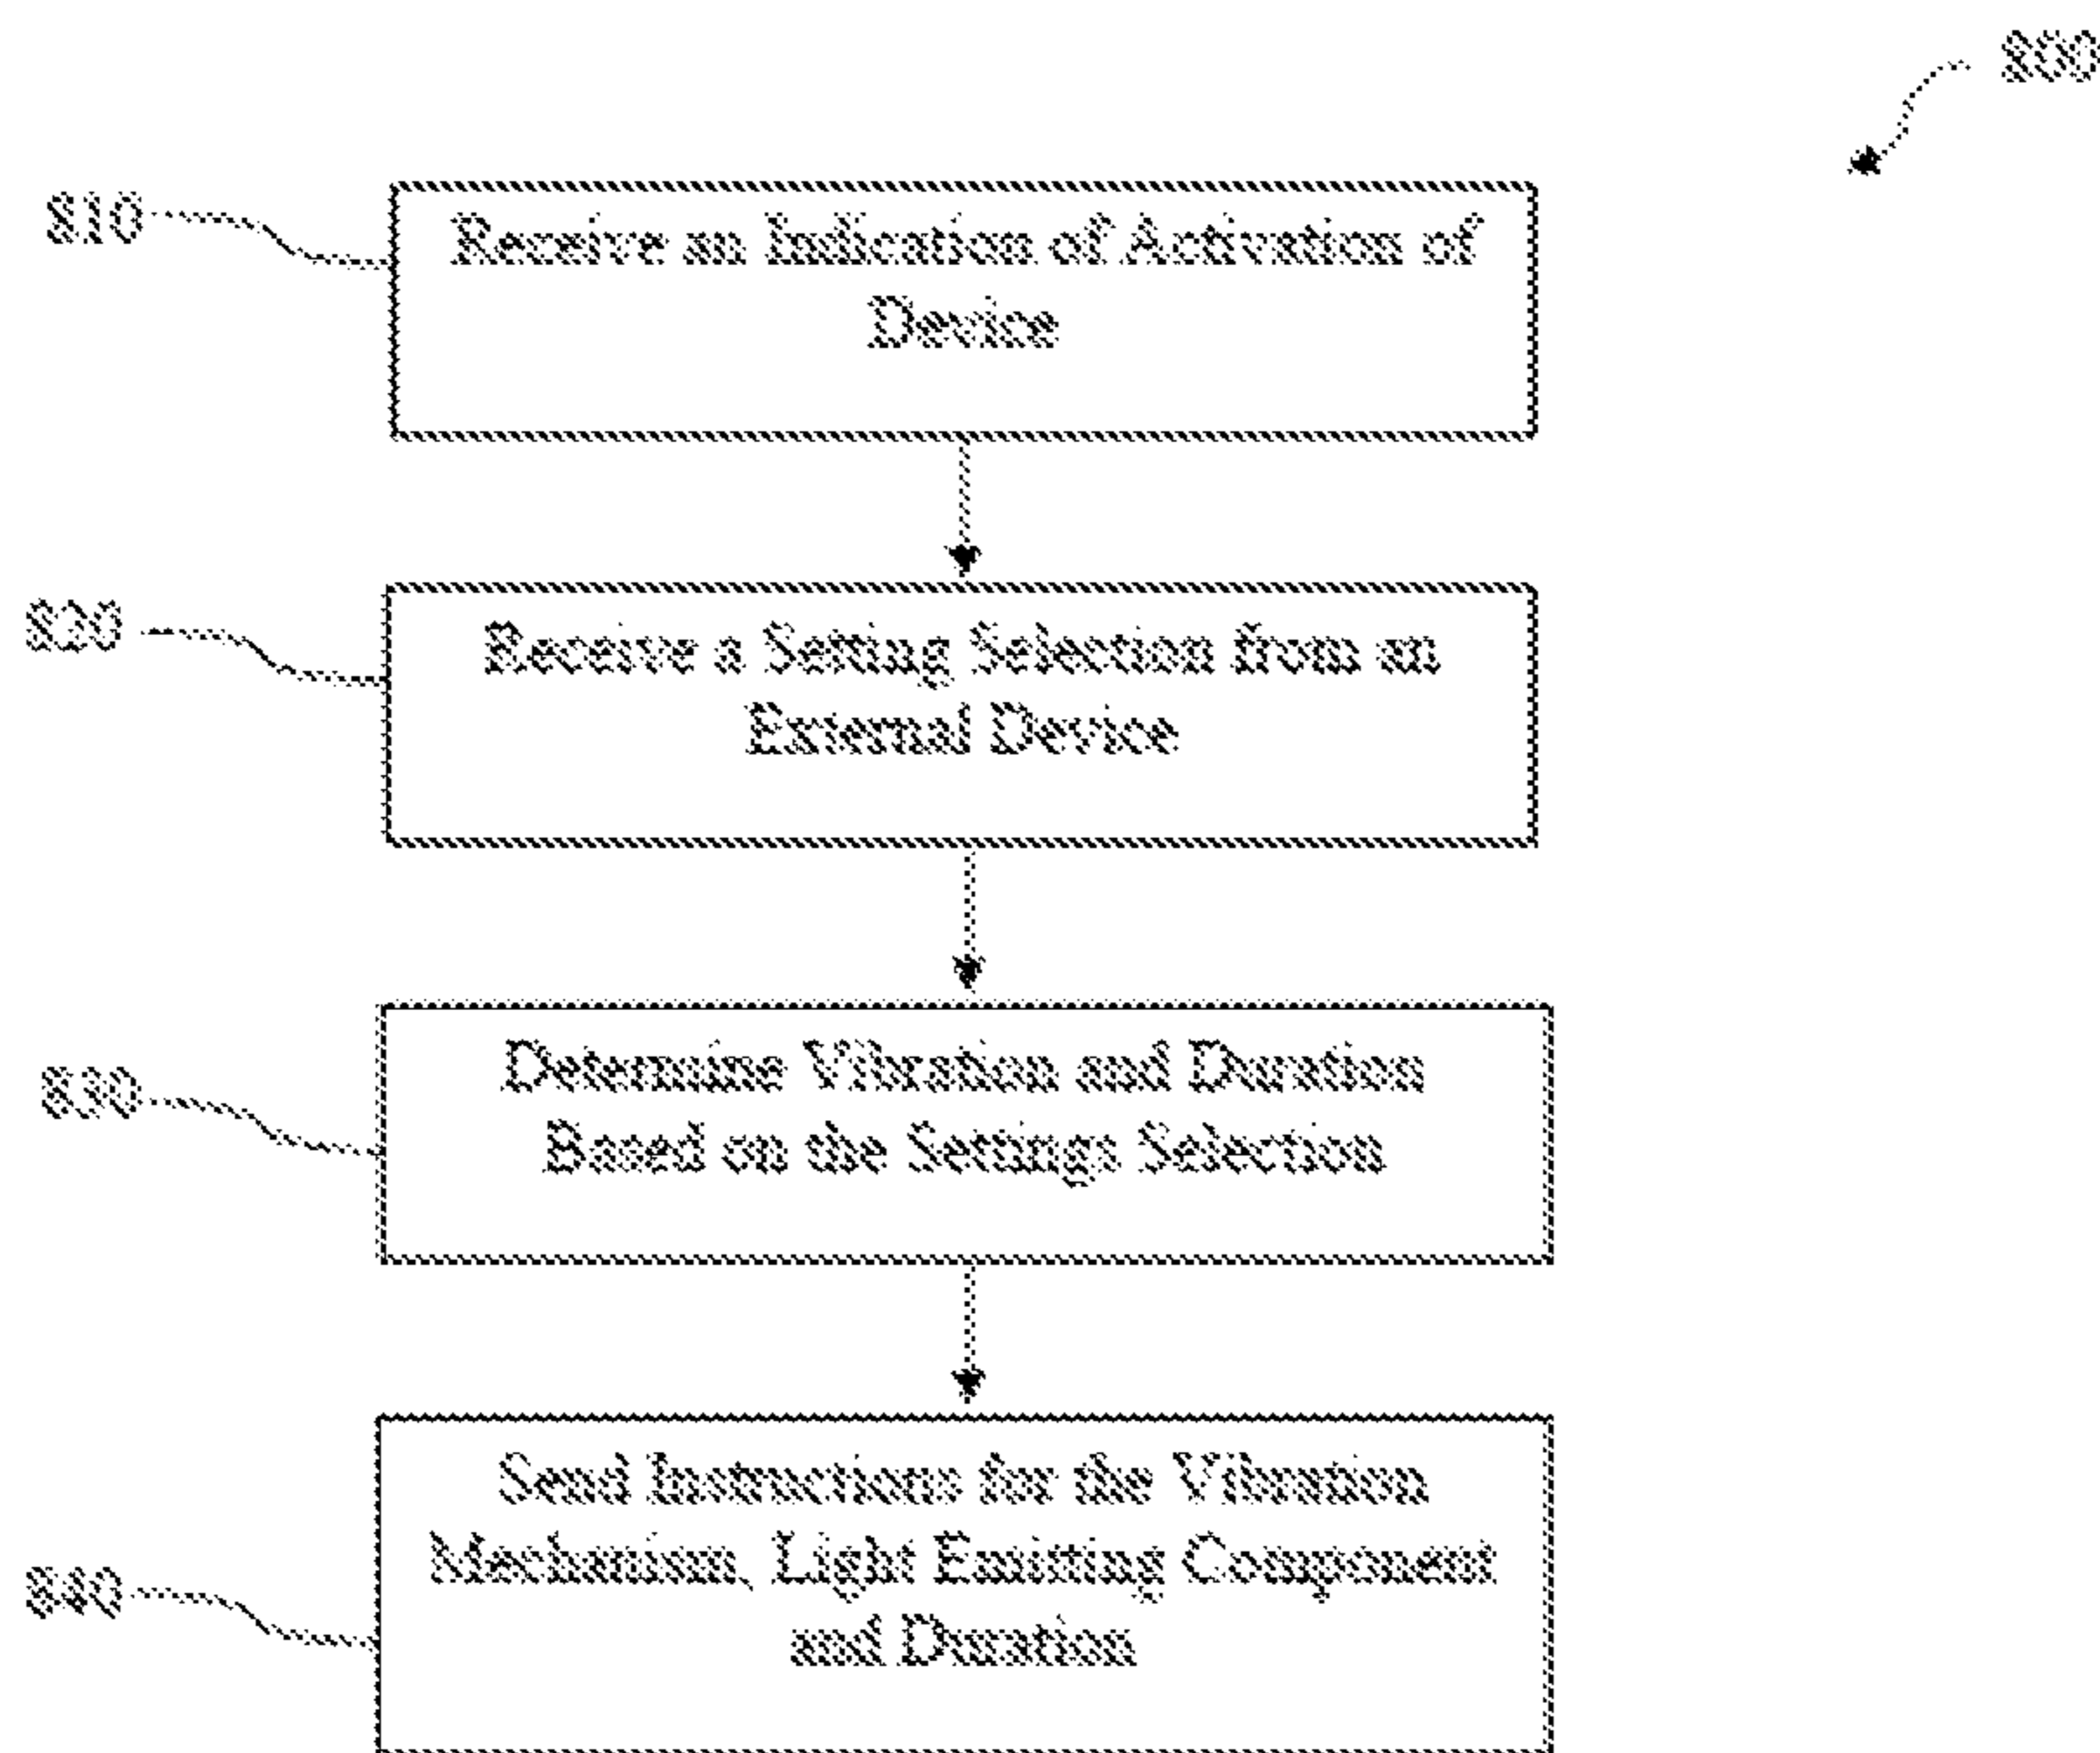 800
810
Receive an Indication of Activation of
Device
820
Receive a Setting Selection from an
External Device
830
Determine Vibration and Duration
Based on the Settings Selection
Send Instructions for the Vibration
Mechanism, Light Emitting Component
840
and Duration